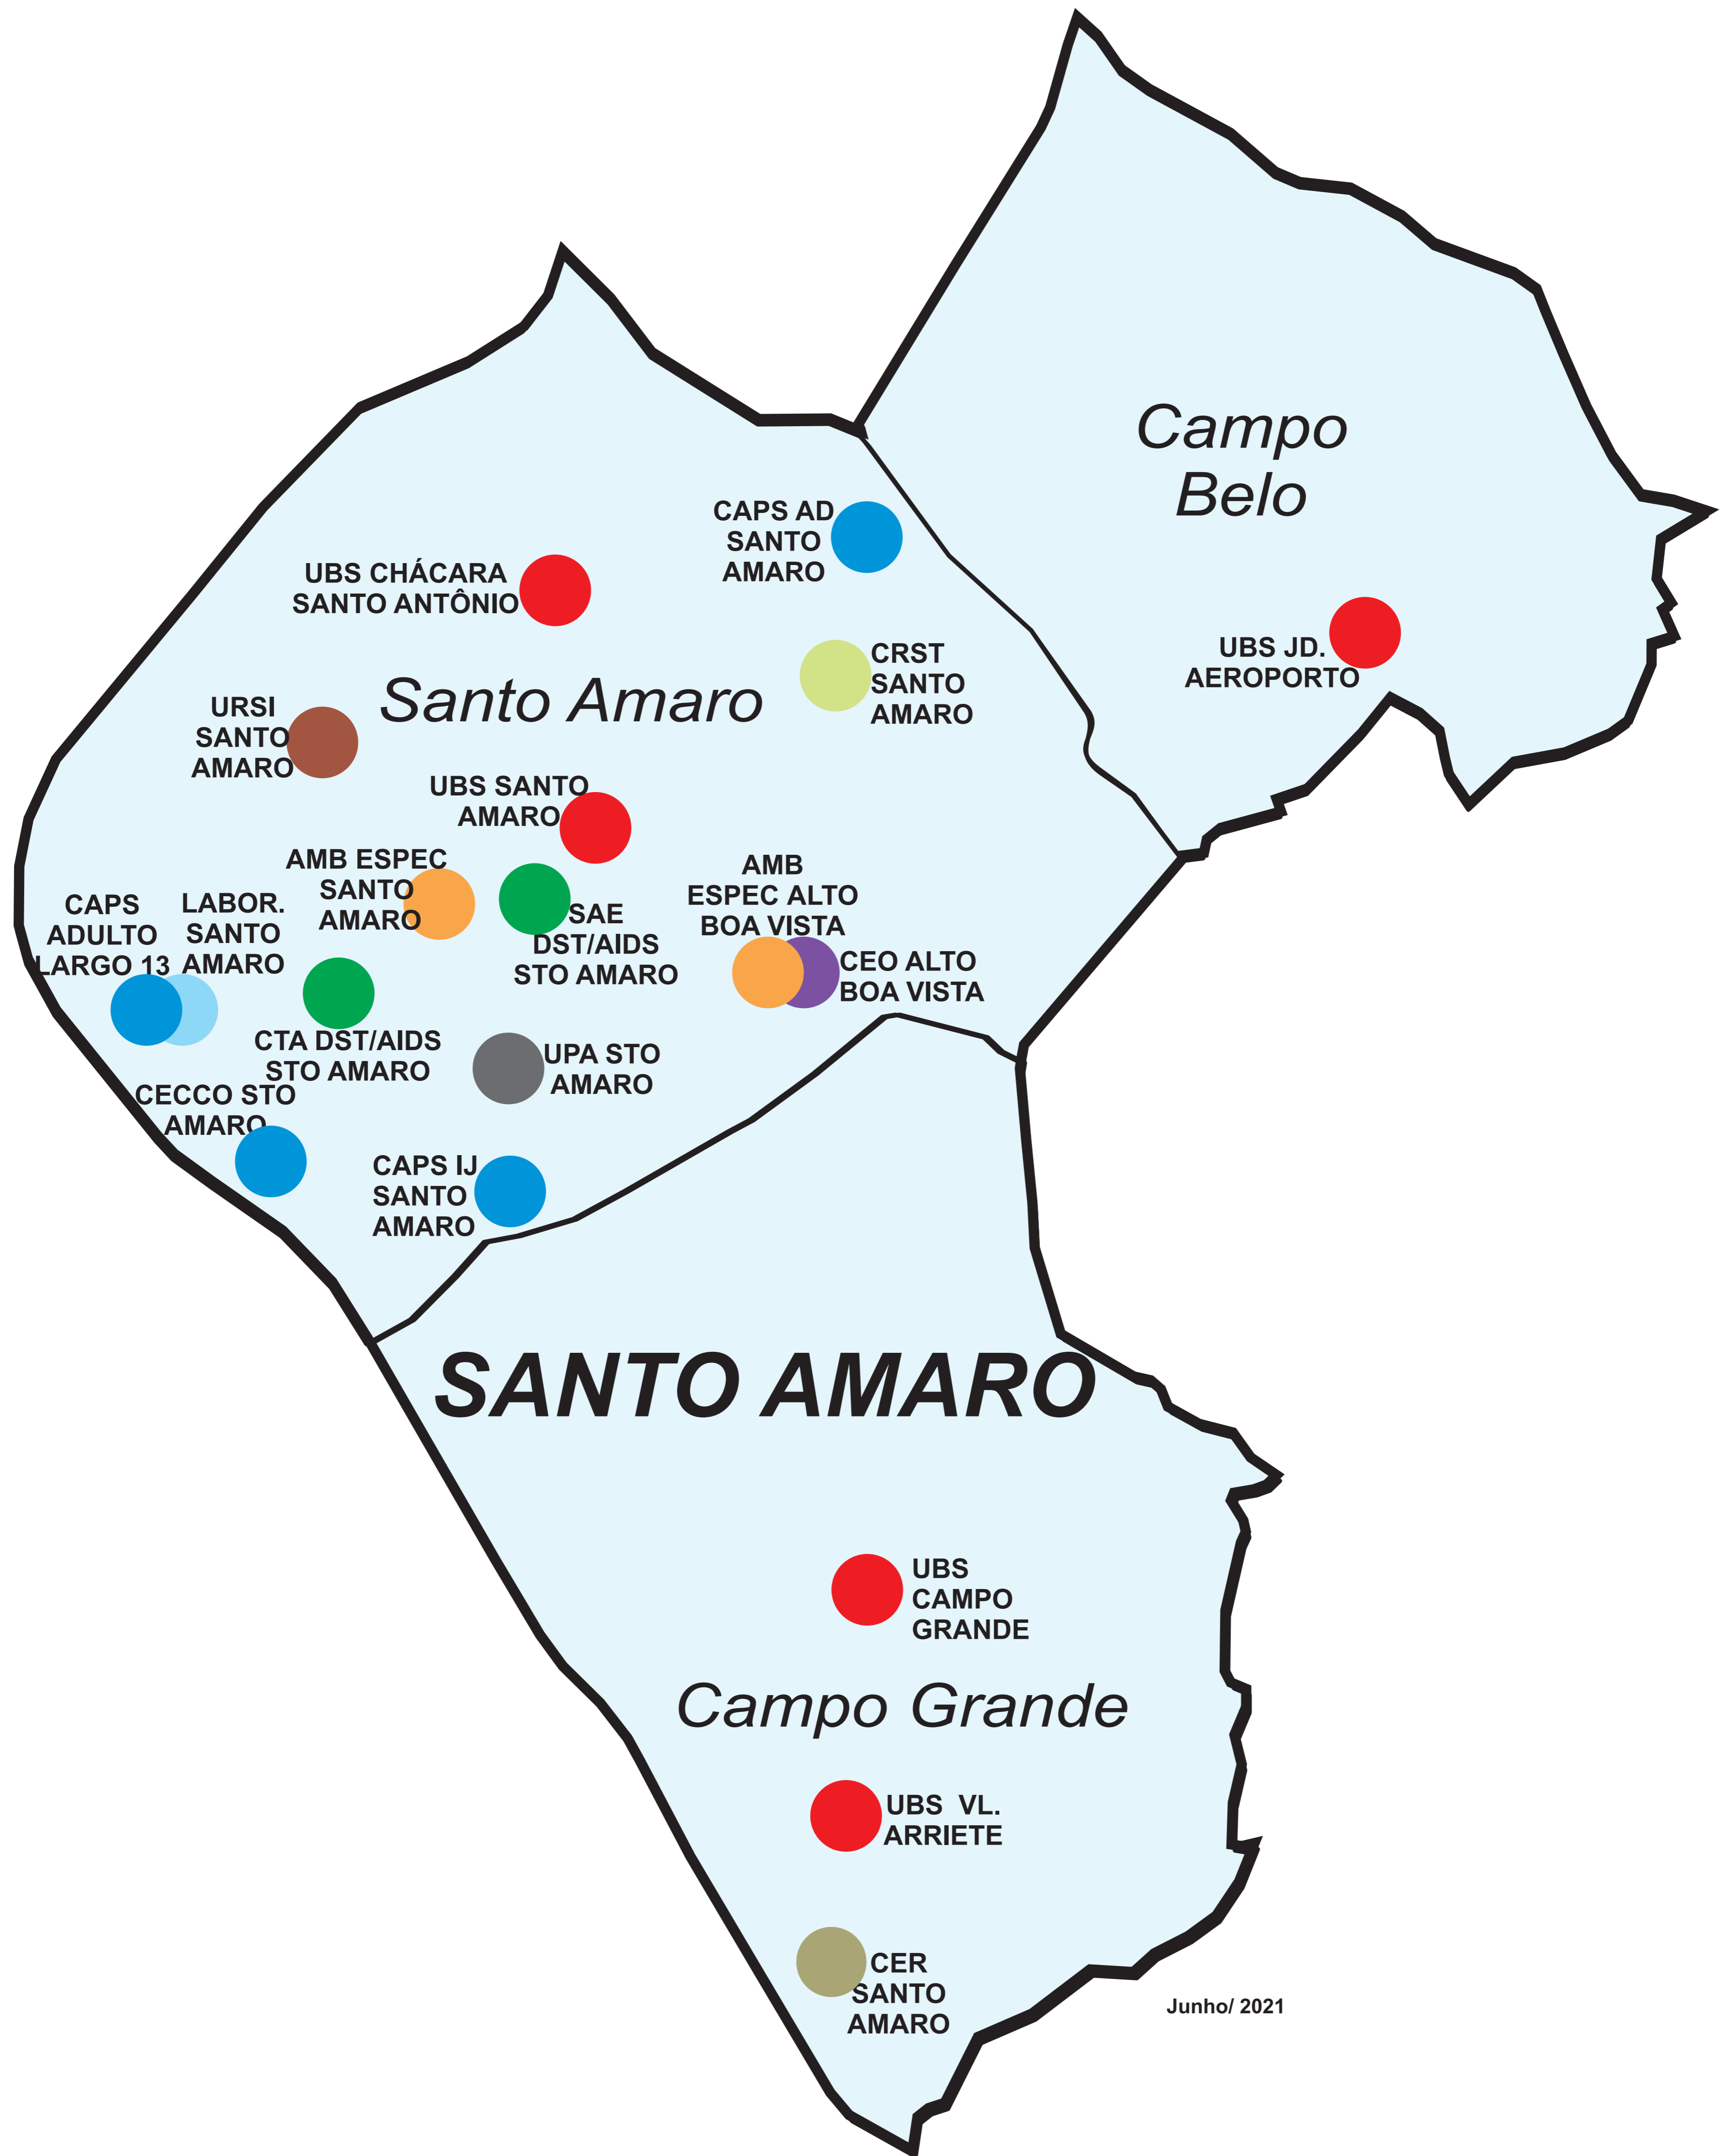 Campo
Belo
CAPS AD
SANTO
AMARO
UBS CHÁCARA
SANTO ANTÔNIO
UBS JD.
AEROPORTO
CRST
SANTO
AMARO
Santo Amaro
URSI
SANTO
AMARO
UBS SANTO
AMARO
AMB ESPEC
SANTO
AMARO
AMB
ESPEC ALTO
BOA VISTA
CAPS
ADULTO
LARGO 13
LABOR.
SANTO
AMARO
SAE
DST/AIDS
STO AMARO
CEO ALTO
BOA VISTA
CTA DST/AIDS
STO AMARO
UPA STO
AMARO
CECCO STO
AMARO
CAPS IJ
SANTO
AMARO
SANTO AMARO
UBS
CAMPO
GRANDE
Campo Grande
UBS VL.
ARRIETE
CER
SANTO
AMARO
Junho/ 2021